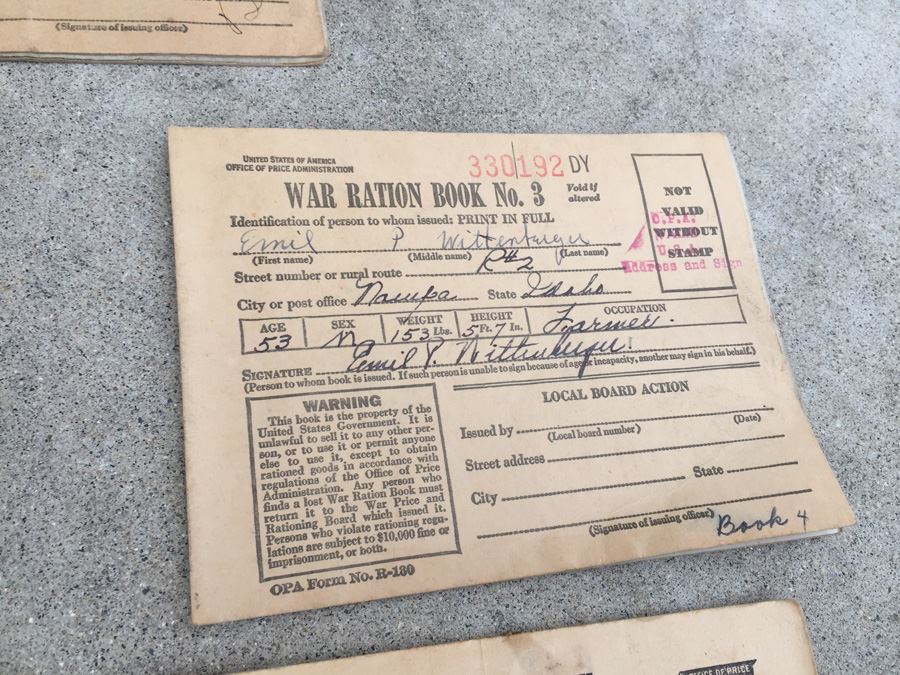 (Signature of issuing officer)
UNITED STATES OF AMERICA
OFFICE OF PRICE ADMINISTRATION
330192 DY
WAR RATION BOOK No. 3
Void if
altered
NOT
VALID
WITHOUT
STAMP
O.P.A.
U.S.A.
Address and Sign
Identification of person to whom issued: PRINT IN FULL
Emil P. Wittenberger
(First name) (Middle name) (Last name)
Street number or rural route R#2
City or post office Nampa State Idaho
AGE 53
SEX M
WEIGHT 153 Lbs.
HEIGHT 5 Ft. 7 In.
OCCUPATION Farmer.
SIGNATURE Emil P. Wittenberger
(Person to whom book is issued. If such person is unable to sign because of age or incapacity, another may sign in his behalf.)
WARNING
This book is the property of the
United States Government. It is
unlawful to sell it to any other per-
son, or to use it or permit anyone
else to use it, except to obtain
rationed goods in accordance with
regulations of the Office of Price
Administration. Any person who
finds a lost War Ration Book must
return it to the War Price and
Rationing Board which issued it.
Persons who violate rationing regu-
lations are subject to $10,000 fine or
imprisonment, or both.
OPA Form No. R-130
LOCAL BOARD ACTION
Issued by
(Local board number) (Date)
Street address
City State
(Signature of issuing officer)
Book 4
OFFICE OF PRICE